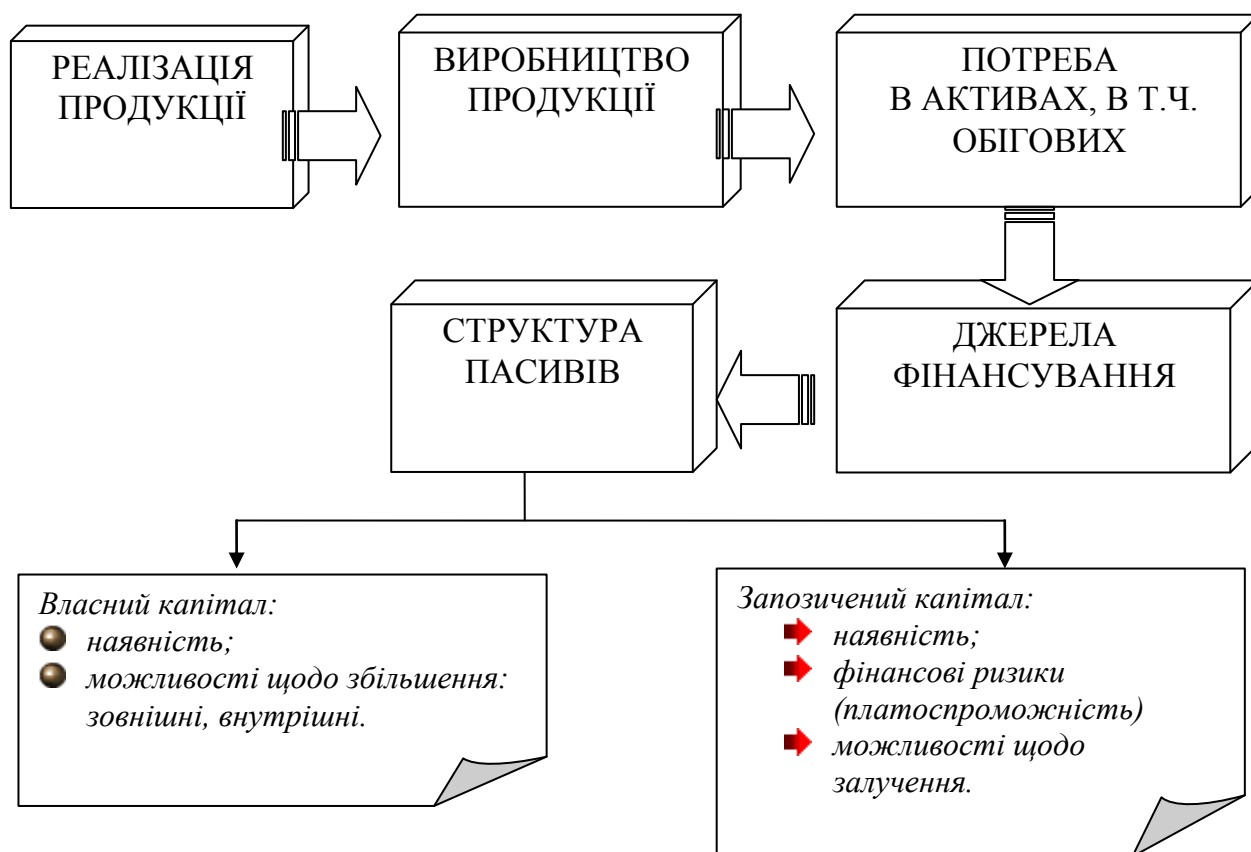 РЕАЛІЗАЦІЯ
ПРОДУКЦІЇ
ВИРОБНИЦТВО
ПРОДУКЦІЇ
ПОТРЕБА
В АКТИВАХ, В Т.Ч.
ОБІГОВИХ
СТРУКТУРА
ПАСИВІВ
ДЖЕРЕЛА
ФІНАНСУВАННЯ
Власний капітал:
наявність;
можливості щодо збільшення:
зовнішні, внутрішні.
Запозичений капітал:
наявність;
фінансові ризики
(платоспроможність)
можливості щодо
залучення.